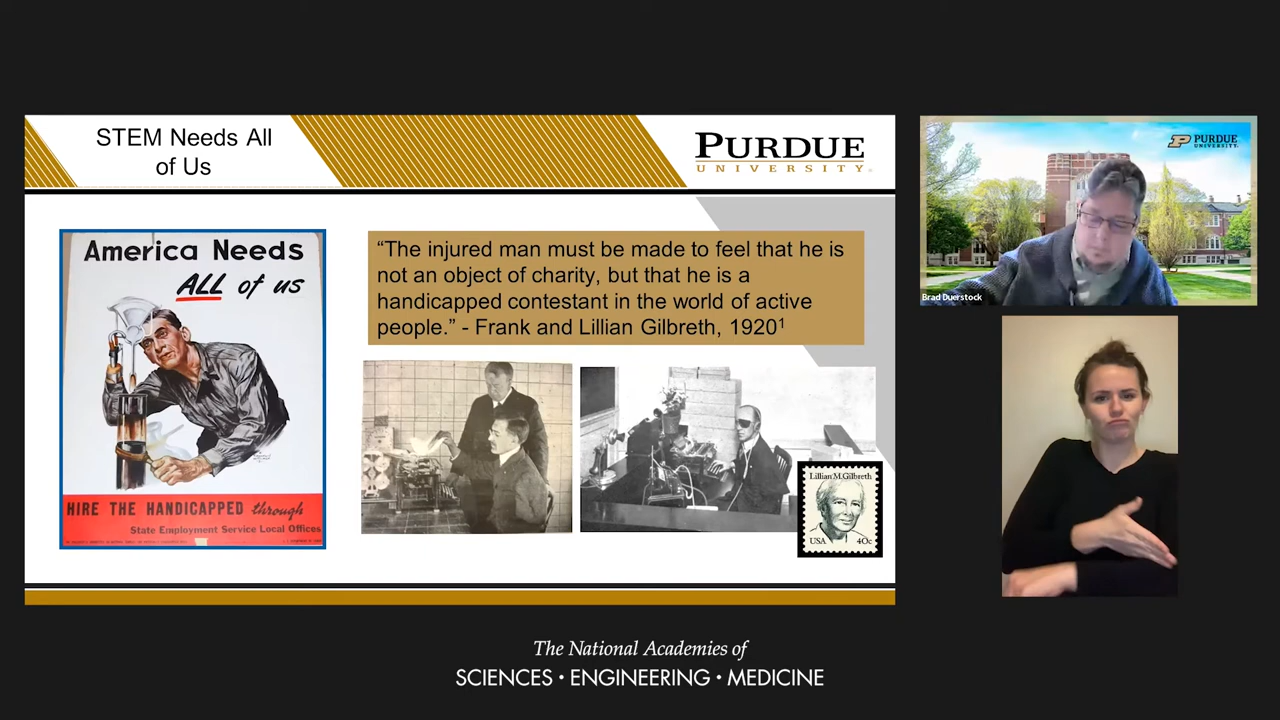 STEM Needs All
of Us
PURDUE
UNIVERSITY
America Needs
ALL of us
HIRE THE HANDICAPPED through
State Employment Service Local Offices
“The injured man must be made to feel that he is
not an object of charity, but that he is a
handicapped contestant in the world of active
people.” - Frank and Lillian Gilbreth, 1920¹
Lillian M. Gilbreth
USA 40c
PURDUE
UNIVERSITY
Brad Duerstock
The National Academies of
SCIENCES • ENGINEERING • MEDICINE